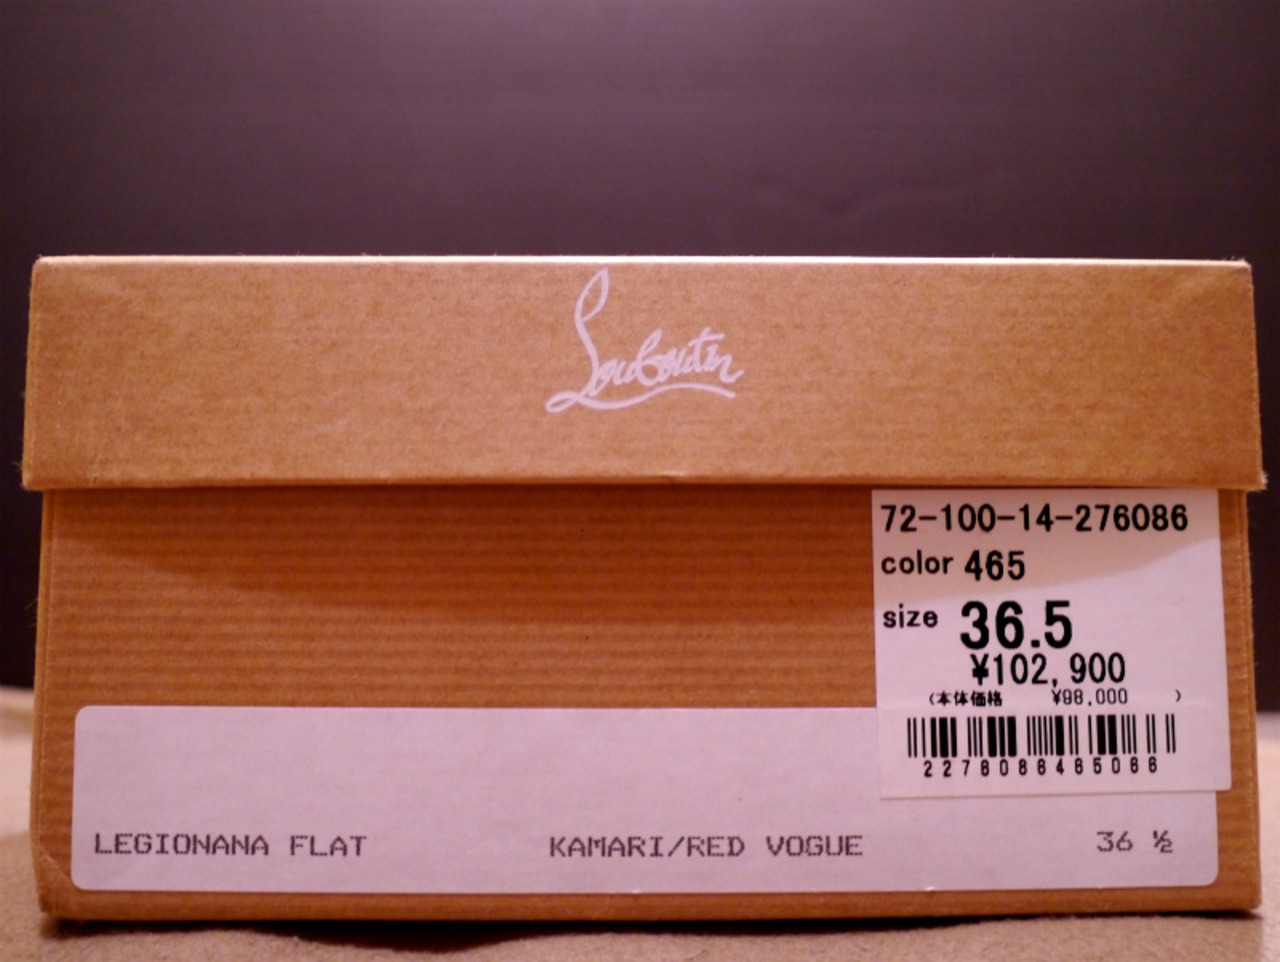 Louboutin
72-100-14-276086
color 465
size 36.5
¥102,900
(本体価格 ¥98,000 )
2276086465066
LEGIONANA FLAT KAMARI/RED VOGUE 36 ½